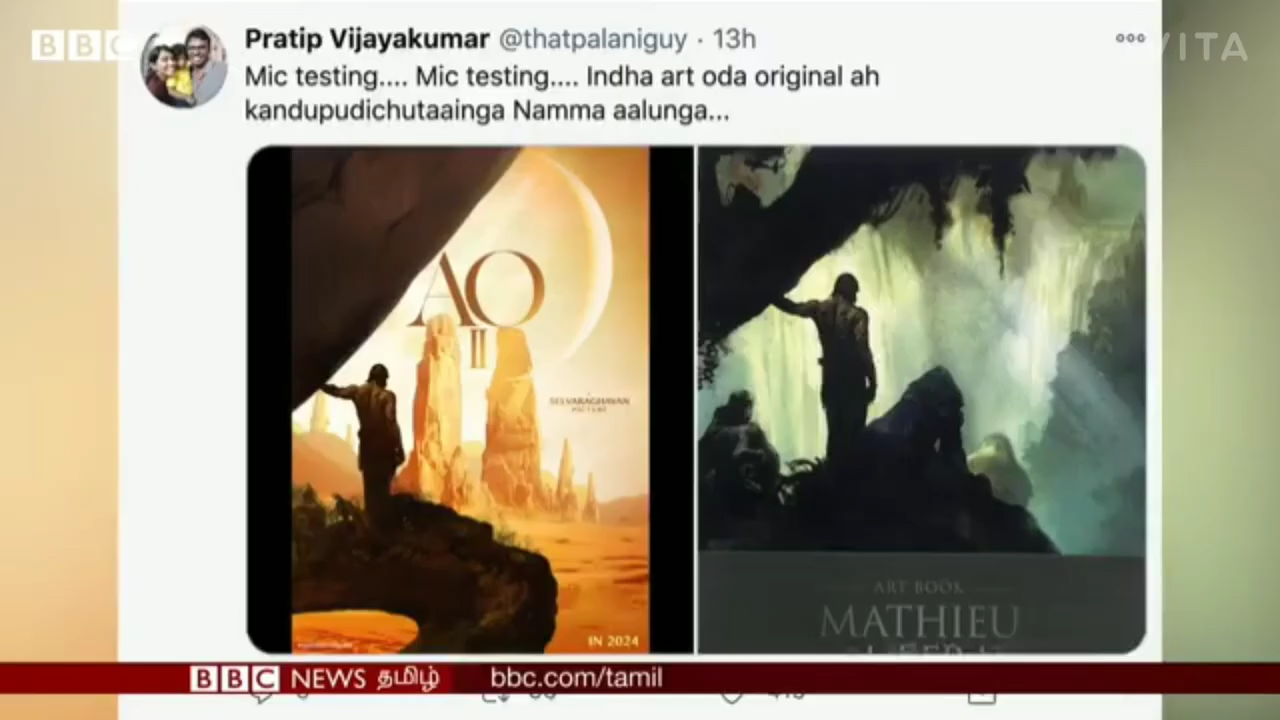 BBC
VITA
Pratip Vijayakumar @thatpalaniguy · 13h
Mic testing.... Mic testing.... Indha art oda original ah
kandupudichutaainga Namma aalunga...
AO
II
SELVARAGHAVAN
IN 2024
ART BOOK
MATHIEU
BBC NEWS தமிழ் bbc.com/tamil